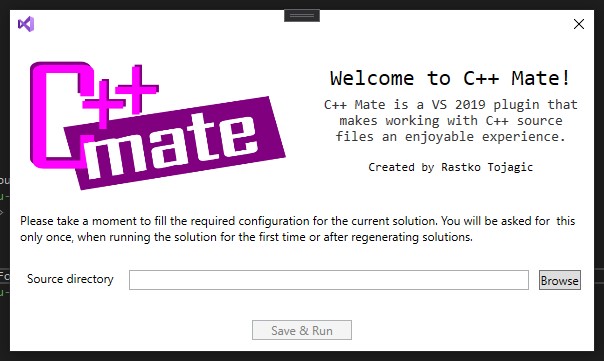 C++
mate
Welcome to C++ Mate!
C++ Mate is a VS 2019 plugin that
makes working with C++ source
files an enjoyable experience.
Created by Rastko Tojagic
Please take a moment to fill the required configuration for the current solution. You will be asked for  this
only once, when running the solution for the first time or after regenerating solutions.
Source directory
Browse
Save & Run